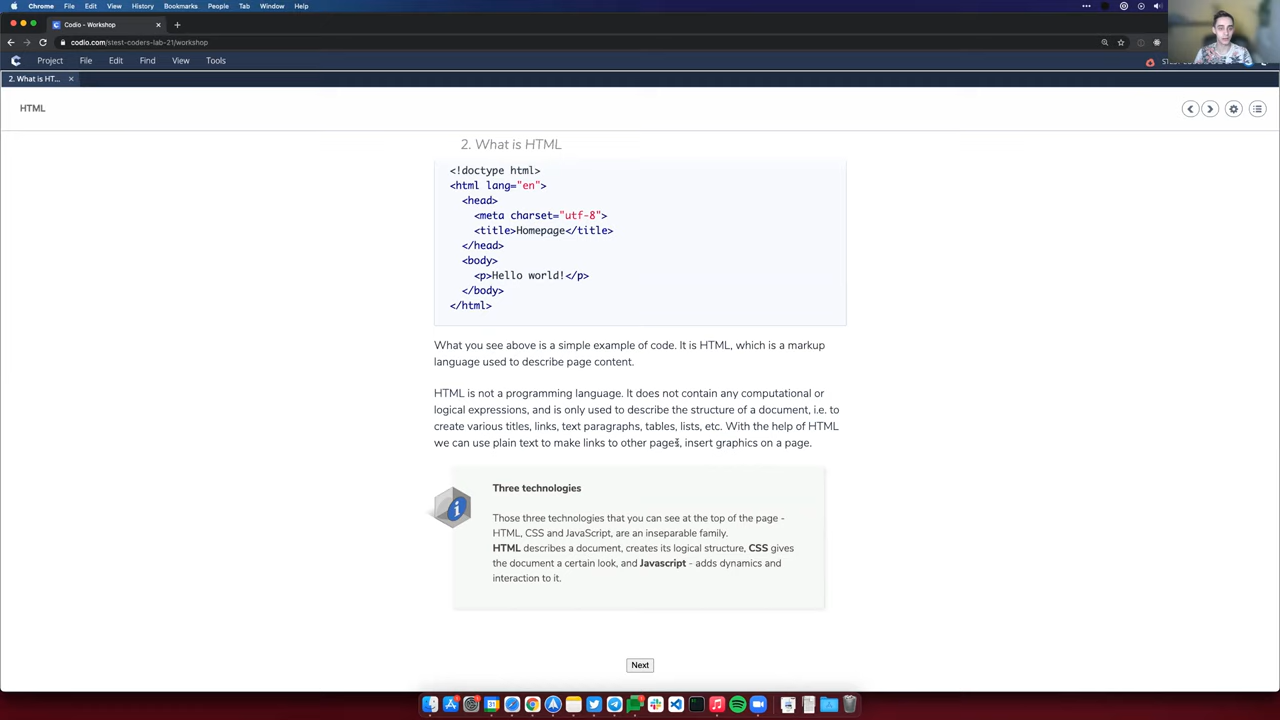 Chrome File Edit View History Bookmarks People Tab Window Help
Codio - Workshop
codio.com/stest-coders-lab-21/workshop
Project File Edit Find View Tools
2. What is HT...
HTML
2. What is HTML
<!doctype html>
<html lang="en">
<head>
<meta charset="utf-8">
<title>Homepage</title>
</head>
<body>
<p>Hello world!</p>
</body>
</html>
What you see above is a simple example of code. It is HTML, which is a markup
language used to describe page content.
HTML is not a programming language. It does not contain any computational or
logical expressions, and is only used to describe the structure of a document, i.e. to
create various titles, links, text paragraphs, tables, lists, etc. With the help of HTML
we can use plain text to make links to other pages, insert graphics on a page.
Three technologies
Those three technologies that you can see at the top of the page -
HTML, CSS and JavaScript, are an inseparable family.
HTML describes a document, creates its logical structure, CSS gives
the document a certain look, and Javascript - adds dynamics and
interaction to it.
Next